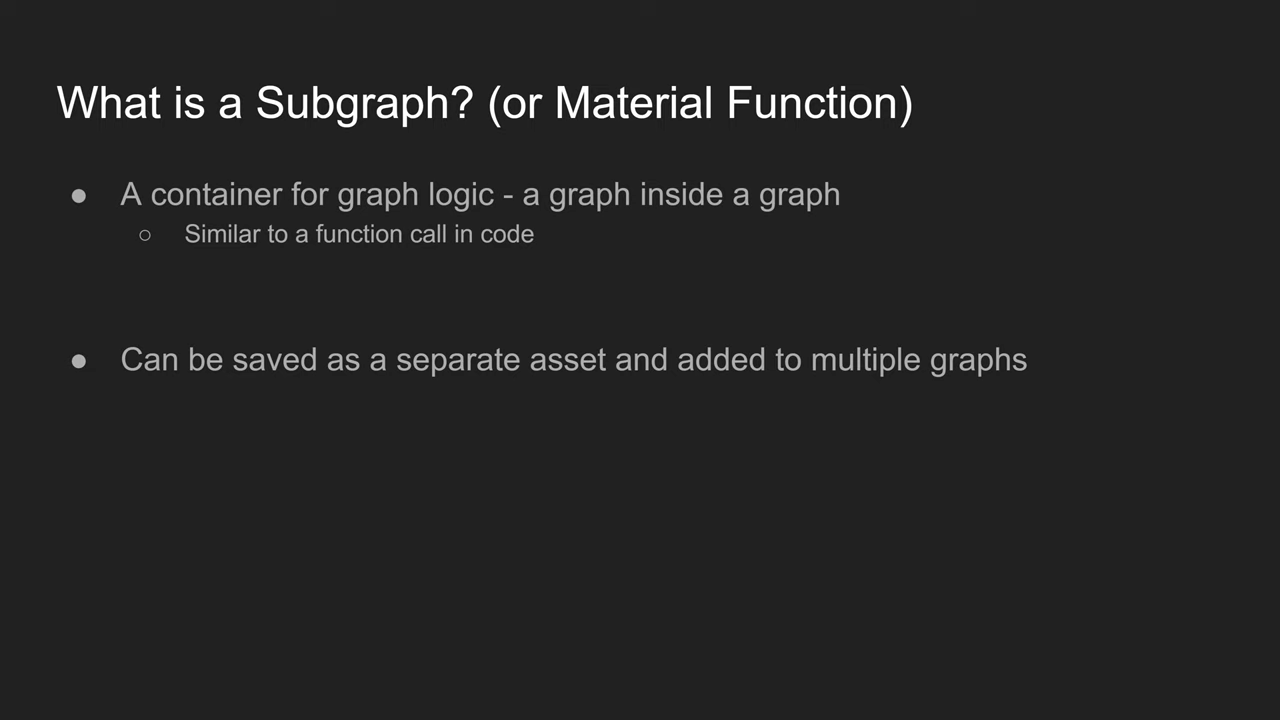 What is a Subgraph? (or Material Function)
● A container for graph logic - a graph inside a graph
○ Similar to a function call in code
● Can be saved as a separate asset and added to multiple graphs